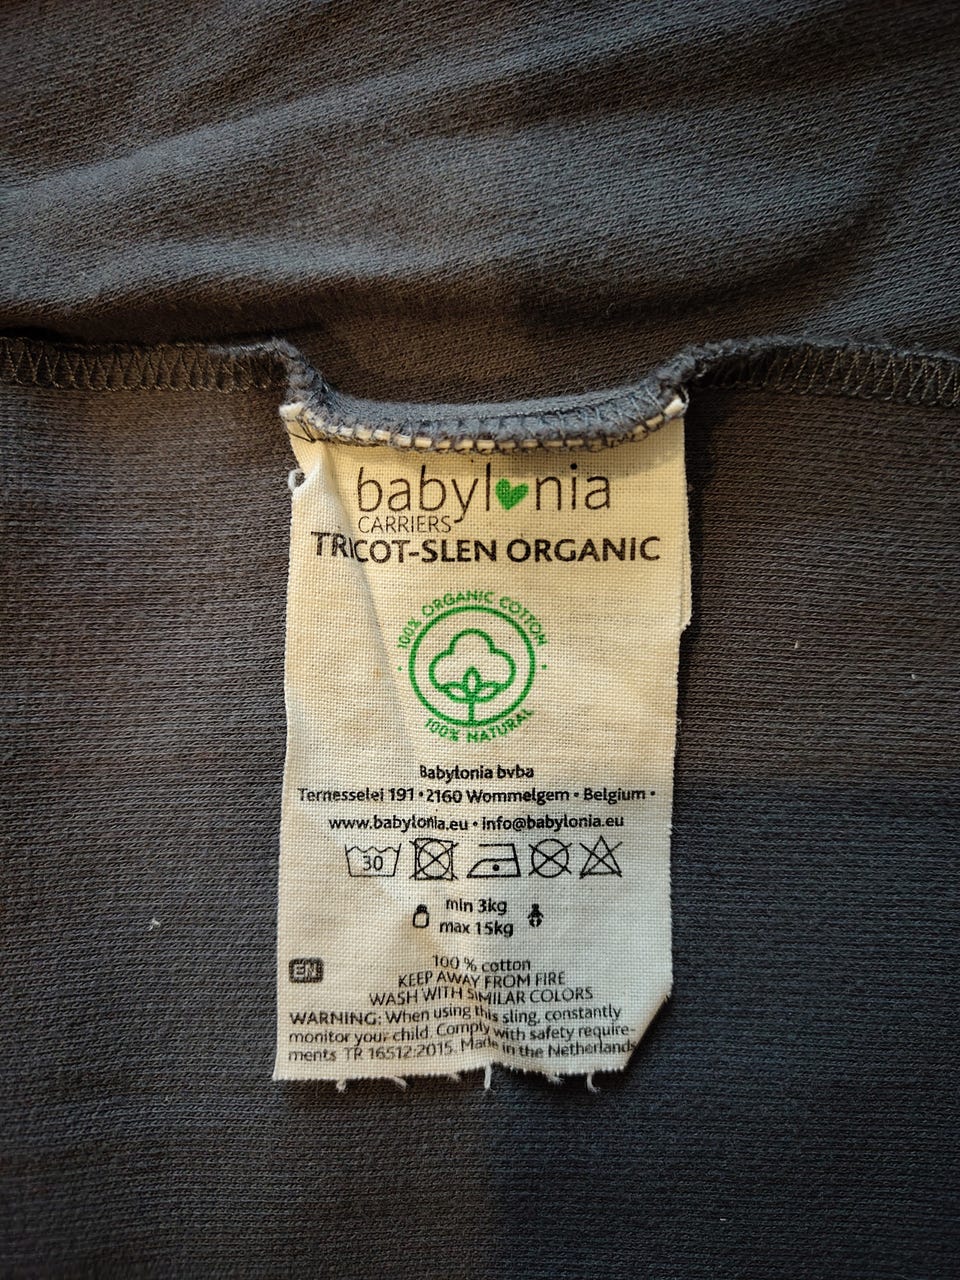 babylonia
CARRIERS
TRICOT-SLEN ORGANIC
100% ORGANIC COTTON
100% NATURAL
Babylonia bvba
Ternesselei 191 • 2160 Wommelgem • Belgium •
www.babylonia.eu • info@babylonia.eu
30
min 3kg
max 15kg
100 % cotton
EN
KEEP AWAY FROM FIRE
WASH WITH SIMILAR COLORS
WARNING: When using this sling, constantly
monitor your child. Comply with safety require-
ments TR 16512:2015. Made in the Netherlands